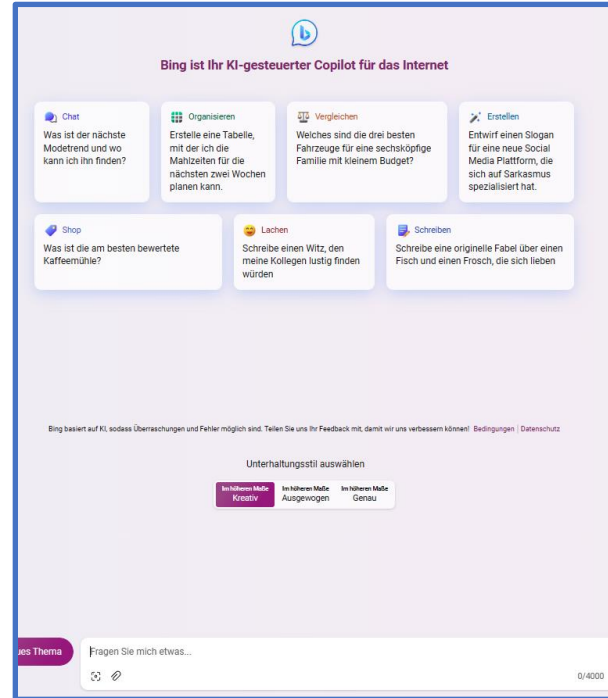 Bing ist Ihr KI-gesteuerter Copilot für das Internet
Chat
Was ist der nächste
Modetrend und wo
kann ich ihn finden?
Organisieren
Erstelle eine Tabelle,
mit der ich die
Mahlzeiten für die
nächsten zwei Wochen
planen kann.
Vergleichen
Welches sind die drei besten
Fahrzeuge für eine sechsköpfige
Familie mit kleinem Budget?
Erstellen
Entwirf einen Slogan
für eine neue Social
Media Plattform, die
sich auf Sarkasmus
spezialisiert hat.
Shop
Was ist die am besten bewertete
Kaffeemühle?
Lachen
Schreibe einen Witz, den
meine Kollegen lustig finden
würden
Schreiben
Schreibe eine originelle Fabel über einen
Fisch und einen Frosch, die sich lieben
Bing basiert auf KI, sodass Überraschungen und Fehler möglich sind. Teilen Sie uns Ihr Feedback mit, damit wir uns verbessern können! Bedingungen | Datenschutz
Unterhaltungsstil auswählen
Im höheren Maße
Kreativ
Im höheren Maße
Ausgewogen
Im höheren Maße
Genau
ues Thema
Fragen Sie mich etwas...
0/4000